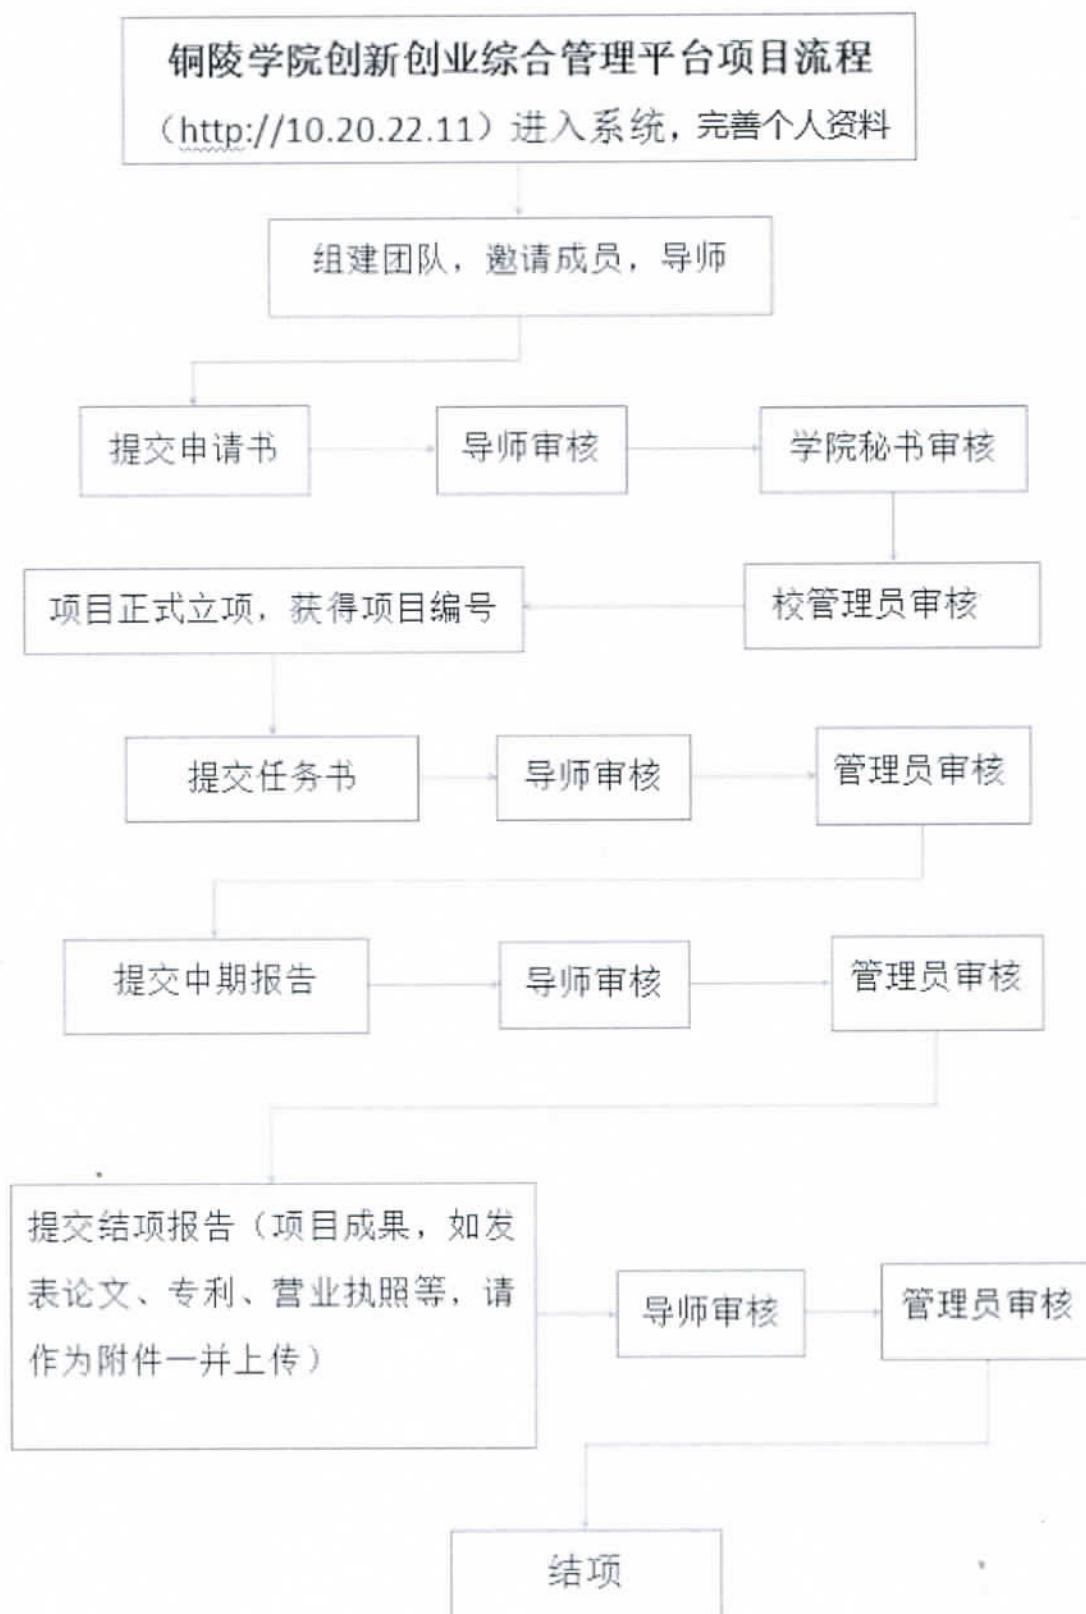 铜陵学院创新创业综合管理平台项目流程
（http://10.20.22.11）进入系统，完善个人资料
组建团队，邀请成员，导师
提交申请书
导师审核
学院秘书审核
校管理员审核
项目正式立项，获得项目编号
提交任务书
导师审核
管理员审核
提交中期报告
导师审核
管理员审核
提交结项报告（项目成果，如发
表论文、专利、营业执照等，请
作为附件一并上传）
导师审核
管理员审核
结项